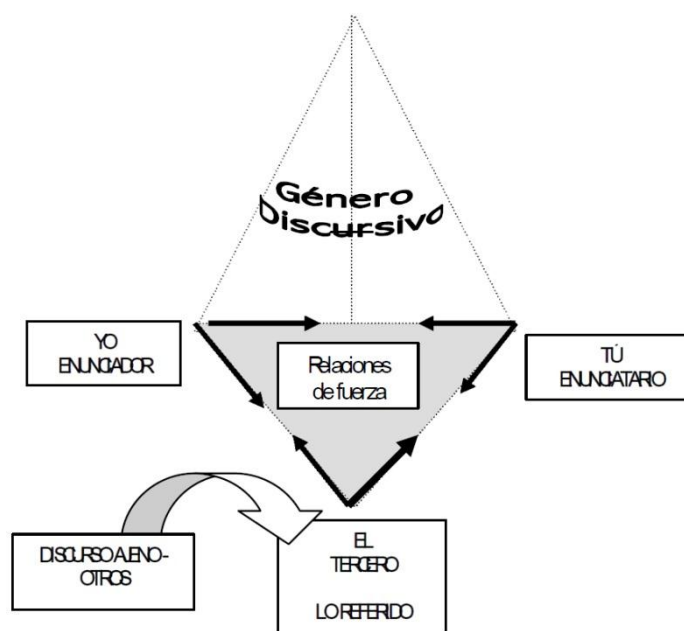 Género
Discursivo
YO
ENUNCIADOR
Relaciones
de fuerza
TÚ
ENUNCIATARIO
DISCURSO AJENO-
OTROS
EL
TERCERO
LO REFERIDO